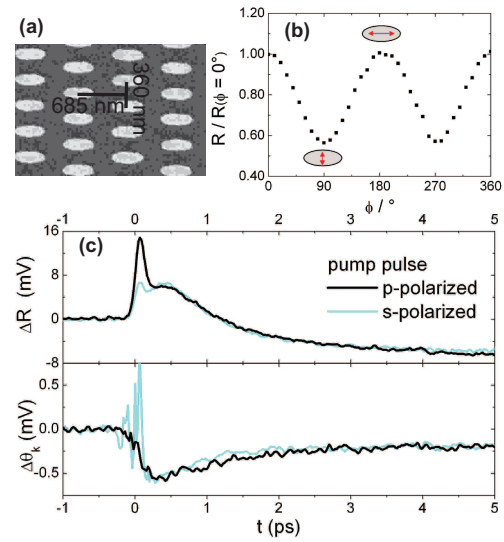 (a)
685 nm
360 nm
(b)
R / R(ϕ = 0°)
1.00
0.80
0.60
0.40
0 90 180 270 360
ϕ / °
-1 0 1 2 3 4 5
(c)
16
8
0
-8
ΔR (mV)
pump pulse
p-polarized
s-polarized
0.5
0.0
-0.5
Δθk (mV)
-1 0 1 2 3 4 5
t (ps)